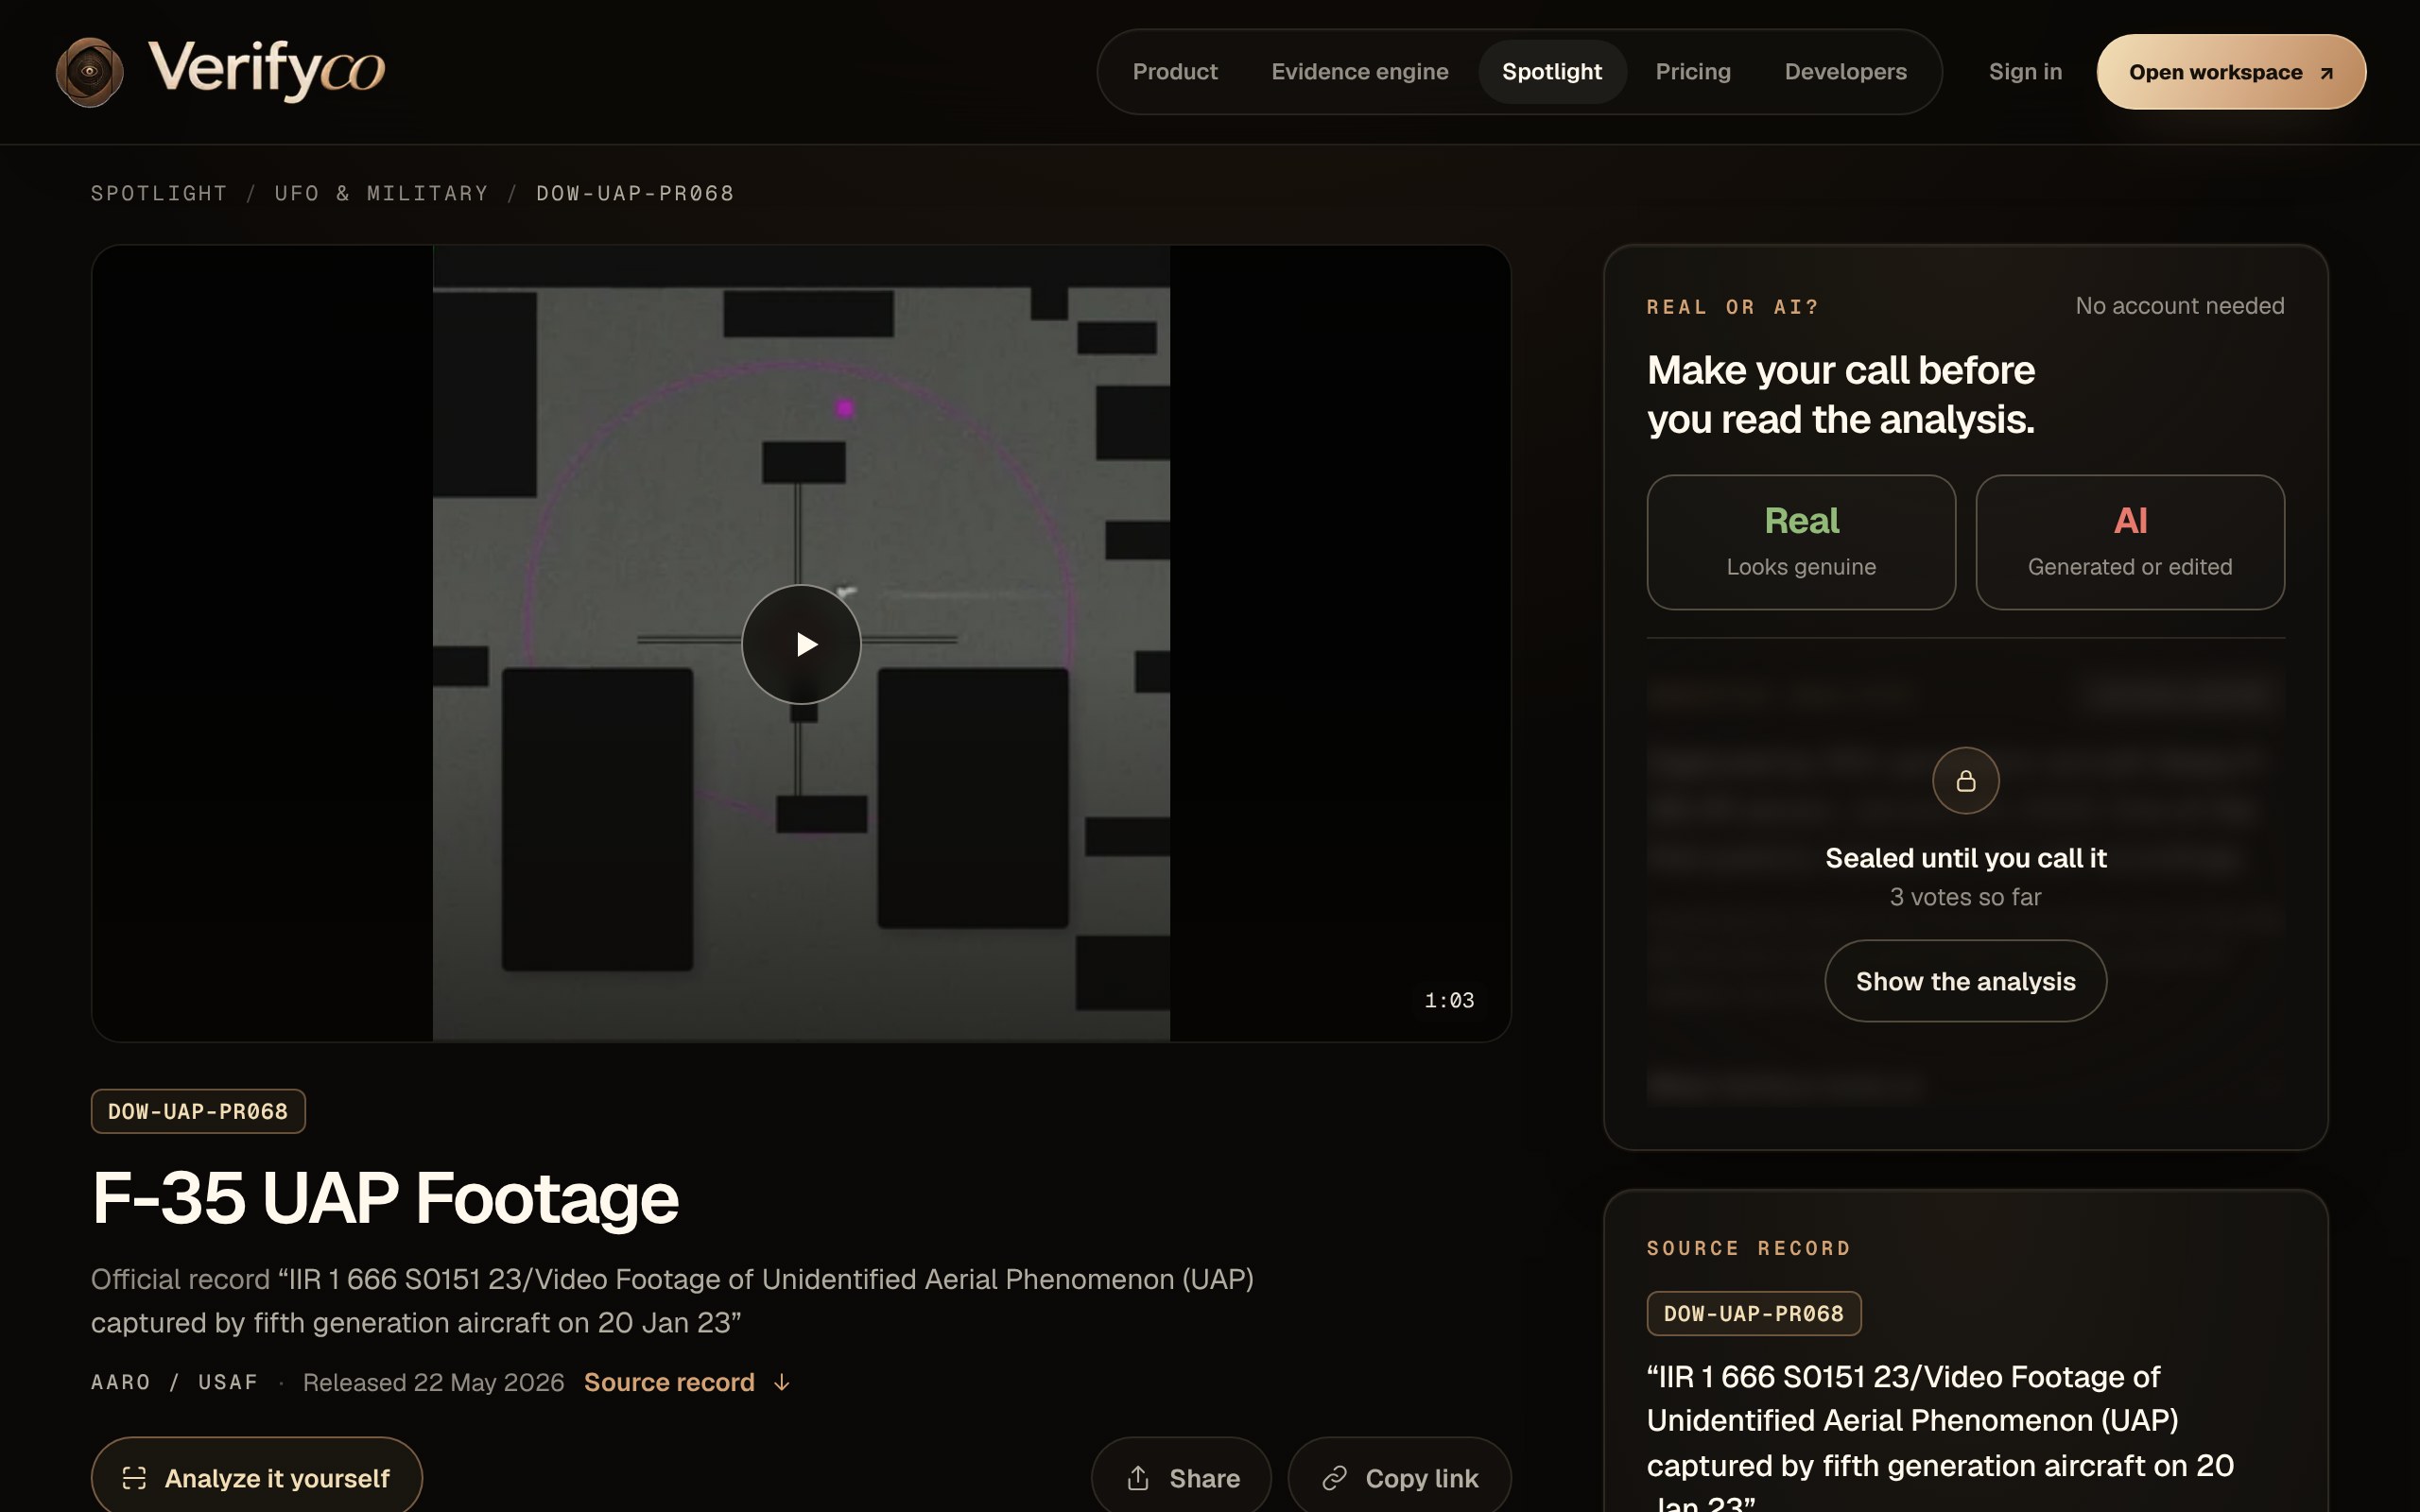 Verifyco
Product
Evidence engine
Spotlight
Pricing
Developers
Sign in
Open workspace
SPOTLIGHT / UFO & MILITARY / DOW-UAP-PR068
1:03
DOW-UAP-PR068
F-35 UAP Footage
Official record “IIR 1 666 S0151 23/Video Footage of Unidentified Aerial Phenomenon (UAP)
captured by fifth generation aircraft on 20 Jan 23”
AARO / USAF · Released 22 May 2026 Source record ↓
Analyze it yourself
Share
Copy link
REAL OR AI?
No account needed
Make your call before
you read the analysis.
Real
Looks genuine
AI
Generated or edited
Sealed until you call it
3 votes so far
Show the analysis
SOURCE RECORD
DOW-UAP-PR068
“IIR 1 666 S0151 23/Video Footage of
Unidentified Aerial Phenomenon (UAP)
captured by fifth generation aircraft on 20
Jan 23”